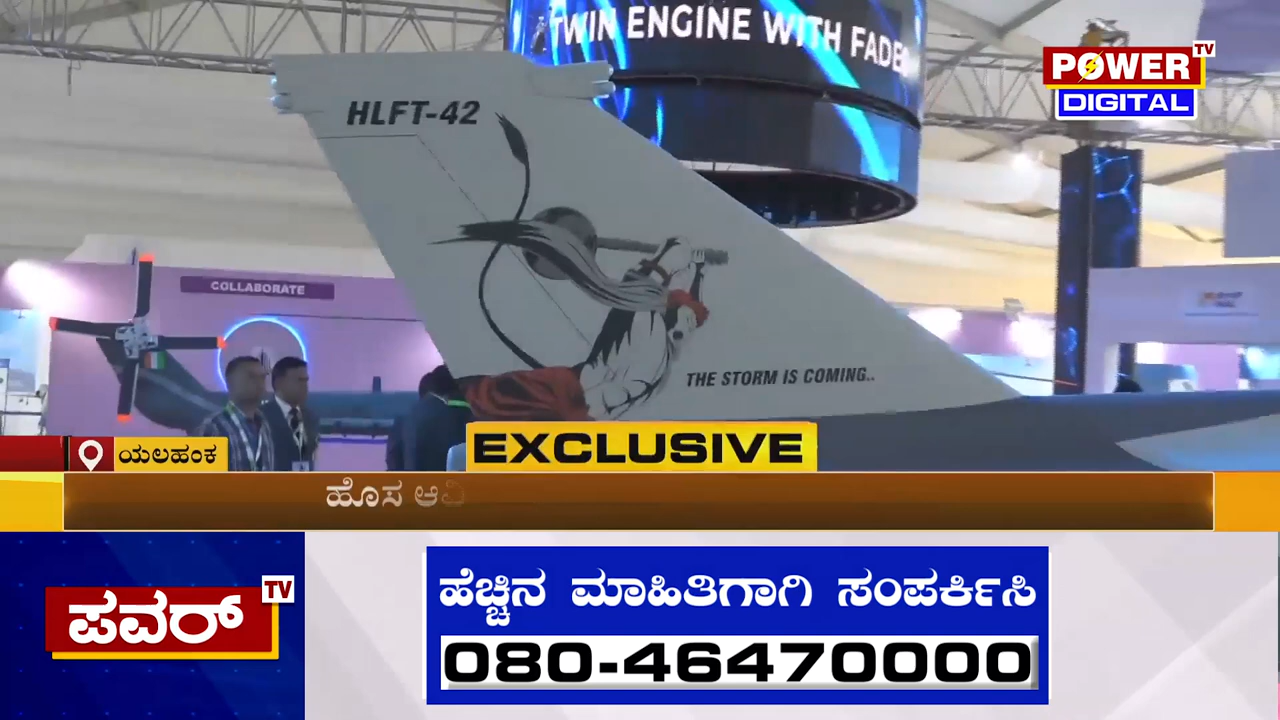 TWIN ENGINE WITH FADEC
POWER TV
DIGITAL
HLFT-42
COLLABORATE
THE STORM IS COMING..
ಯಲಹಂಕ
EXCLUSIVE
ಹೊಸ
ಪವರ್ TV
ಹೆಚ್ಚಿನ ಮಾಹಿತಿಗಾಗಿ ಸಂಪರ್ಕಿಸಿ
080-46470000